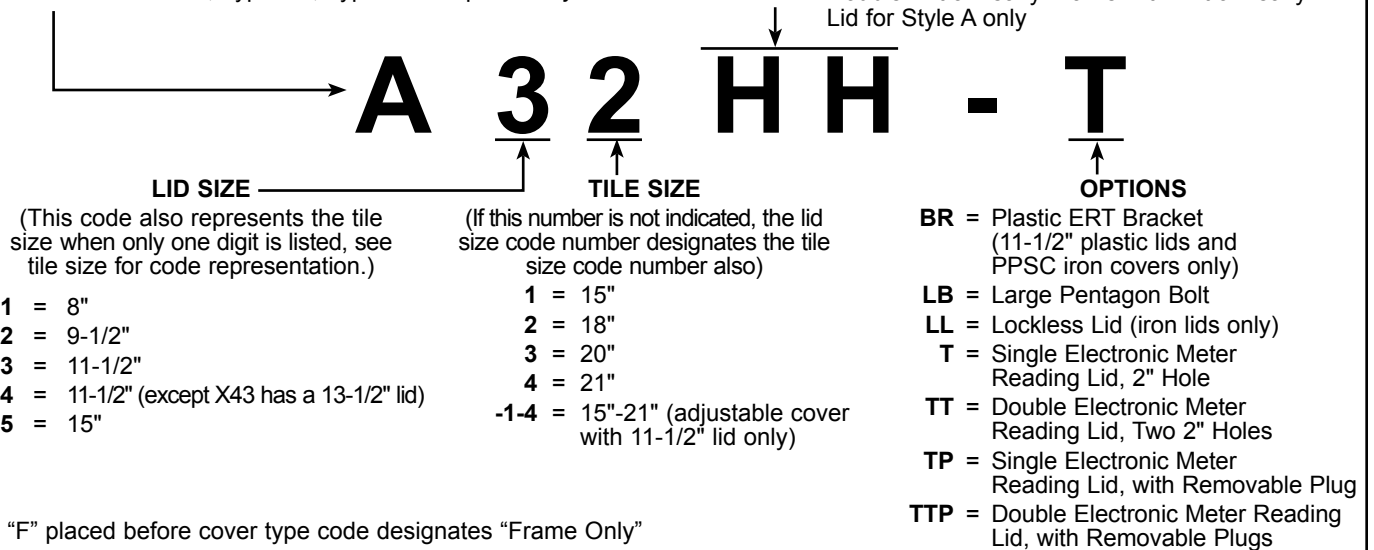 Lid for Style A only
A 3 2 H H - T
LID SIZE
(This code also represents the tile
size when only one digit is listed, see
tile size for code representation.)
1 = 8"
2 = 9-1/2"
3 = 11-1/2"
4 = 11-1/2" (except X43 has a 13-1/2" lid)
5 = 15"
TILE SIZE
(If this number is not indicated, the lid
size code number designates the tile
size code number also)
1 = 15"
2 = 18"
3 = 20"
4 = 21"
-1-4 = 15"-21" (adjustable cover
with 11-1/2" lid only)
OPTIONS
BR = Plastic ERT Bracket
(11-1/2" plastic lids and
PPSC iron covers only)
LB = Large Pentagon Bolt
LL = Lockless Lid (iron lids only)
T = Single Electronic Meter
Reading Lid, 2" Hole
TT = Double Electronic Meter
Reading Lid, Two 2" Holes
TP = Single Electronic Meter
Reading Lid, with Removable Plug
TTP = Double Electronic Meter Reading
Lid, with Removable Plugs
“F” placed before cover type code designates “Frame Only”